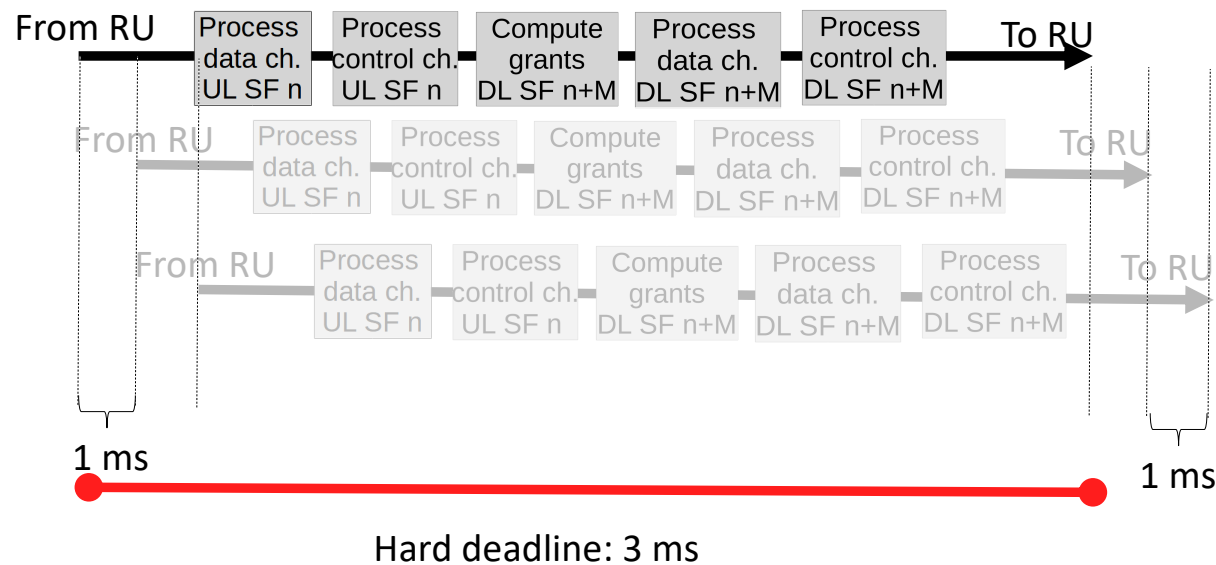 From RU
Process
data ch.
UL SF n
Process
control ch.
UL SF n
Compute
grants
DL SF n+M
Process
data ch.
DL SF n+M
Process
control ch.
DL SF n+M
To RU
From RU
Process
data ch.
UL SF n
Process
control ch.
UL SF n
Compute
grants
DL SF n+M
Process
data ch.
DL SF n+M
Process
control ch.
DL SF n+M
To RU
From RU
Process
data ch.
UL SF n
Process
control ch.
UL SF n
Compute
grants
DL SF n+M
Process
data ch.
DL SF n+M
Process
control ch.
DL SF n+M
To RU
1 ms
1 ms
Hard deadline: 3 ms